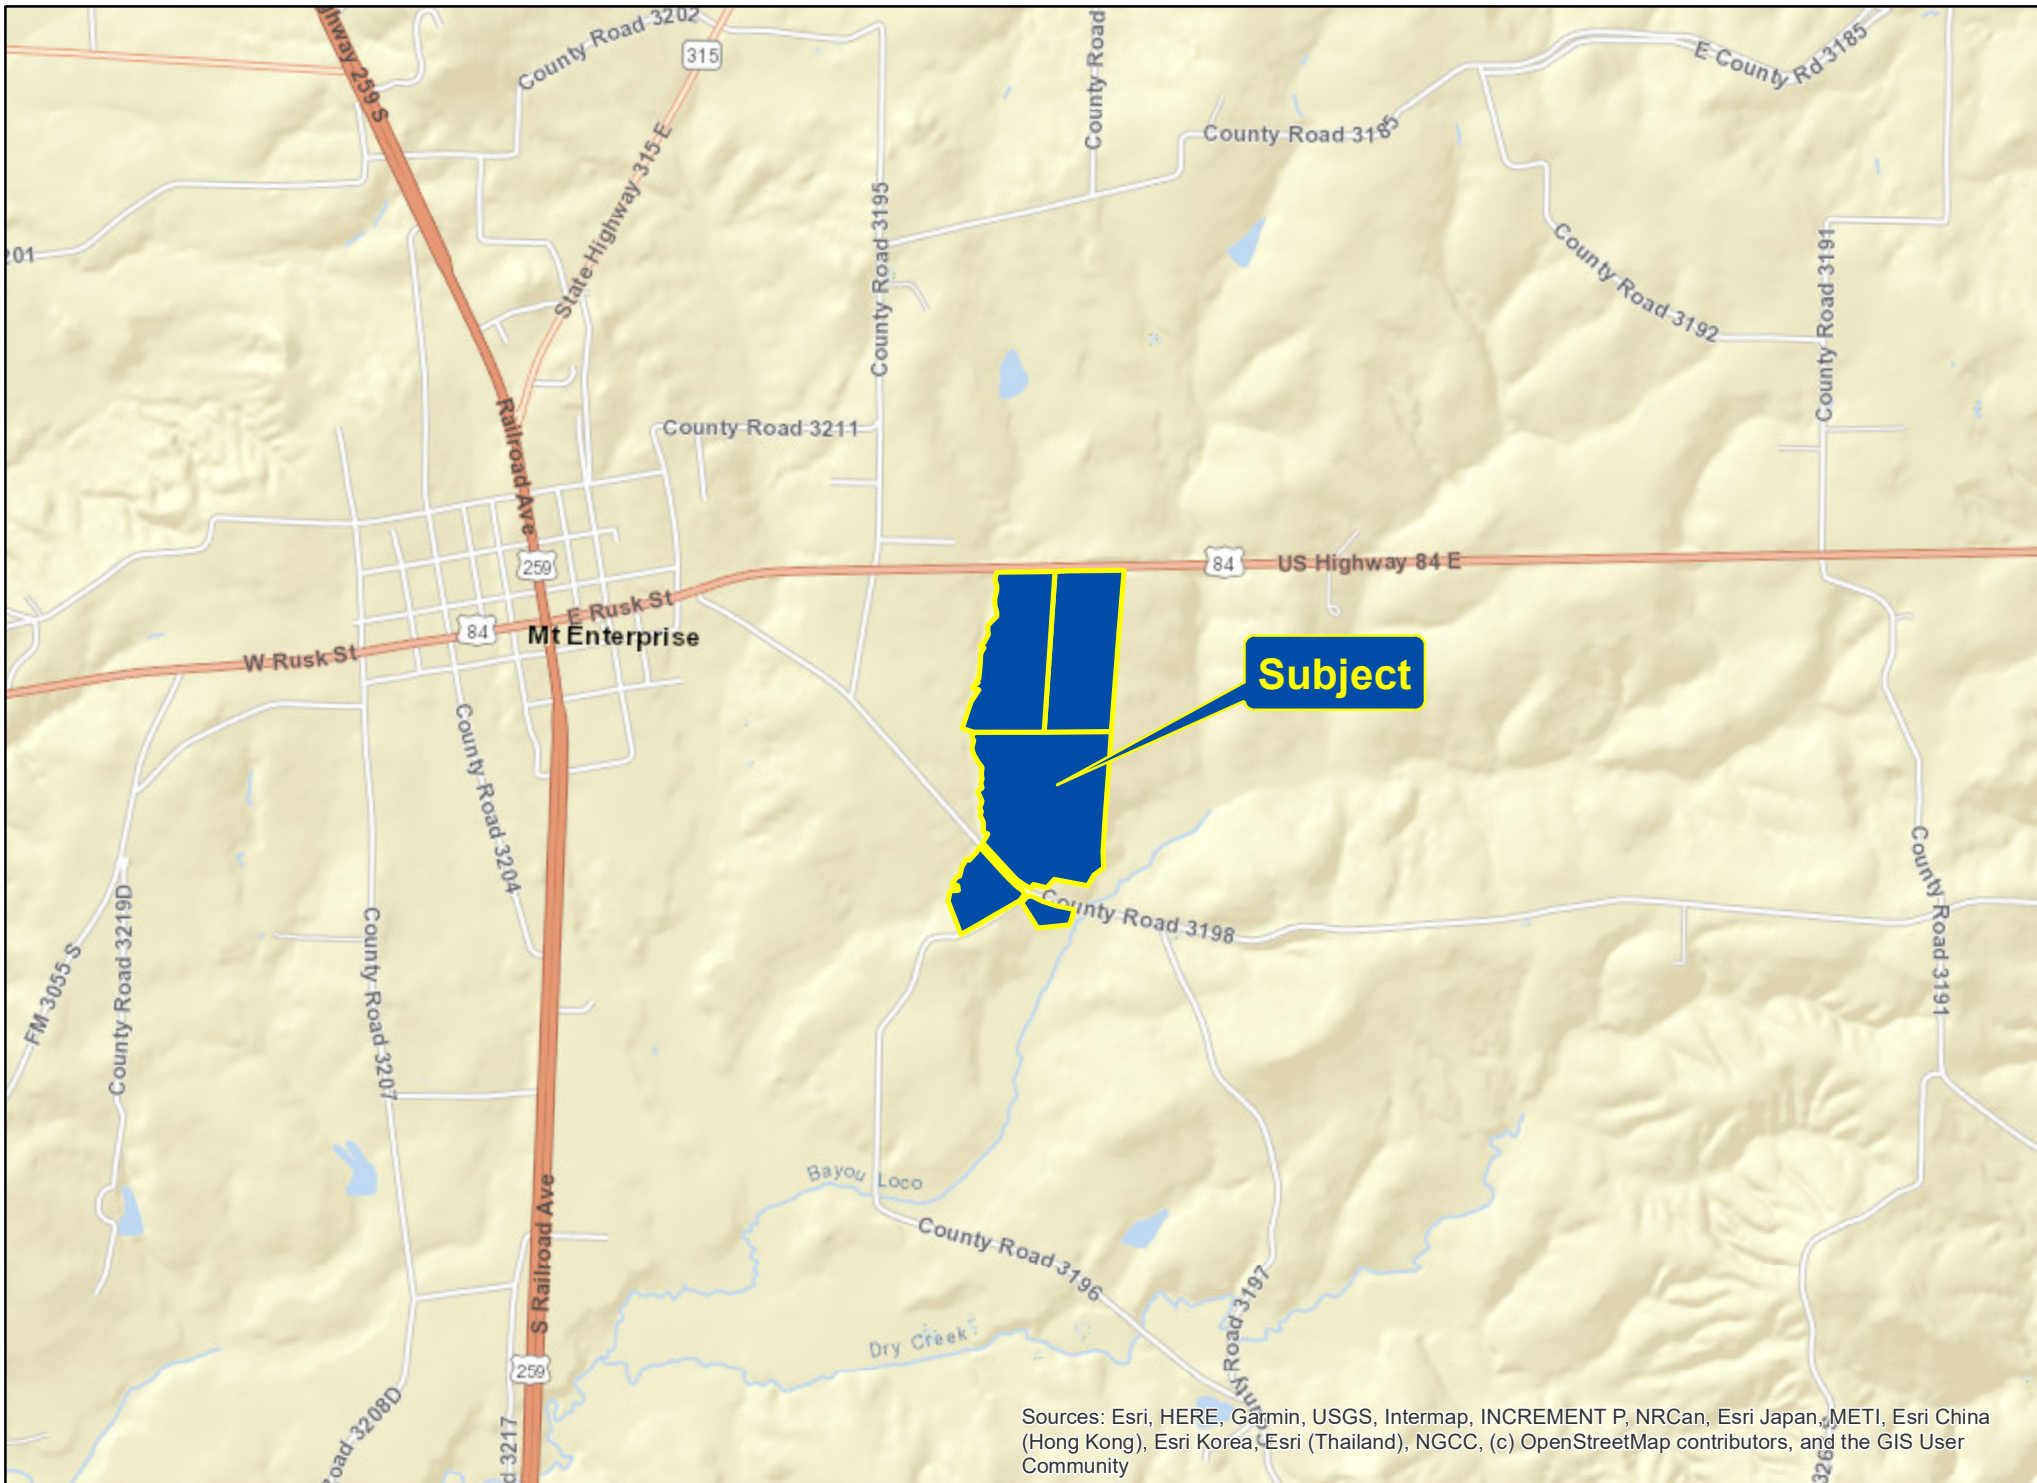 ghway 259 S
County Road 3202
315
State Highway 315 E
County Road
County Road 3185
E County Rd 3185
County Road 3195
201
County Road 3192
County Road 3191
Railroad Ave
County Road 3211
259
84
US Highway 84 E
E Rusk St
84
Mt Enterprise
W Rusk St
Subject
County Road 3204
County Road 3219D
FM 3055 S
County Road 3207
County Road 3198
County Road 3191
Bayou Loco
County Road 3196
S Railroad Ave
County Road 3197
Dry Creek
259
Road 3208D
d 3217
Sources: Esri, HERE, Garmin, USGS, Intermap, INCREMENT P, NRCan, Esri Japan, METI, Esri China
(Hong Kong), Esri Korea, Esri (Thailand), NGCC, (c) OpenStreetMap contributors, and the GIS User
Community